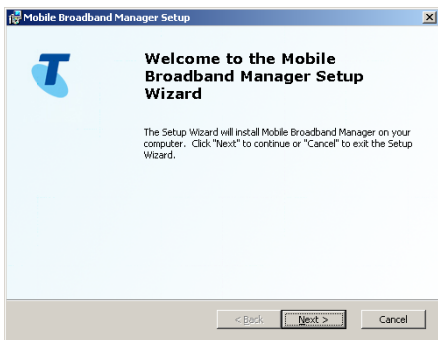 Mobile Broadband Manager Setup
T
Welcome to the Mobile
Broadband Manager Setup
Wizard
The Setup Wizard will install Mobile Broadband Manager on your
computer. Click "Next" to continue or "Cancel" to exit the Setup
Wizard.
< Back Next > Cancel